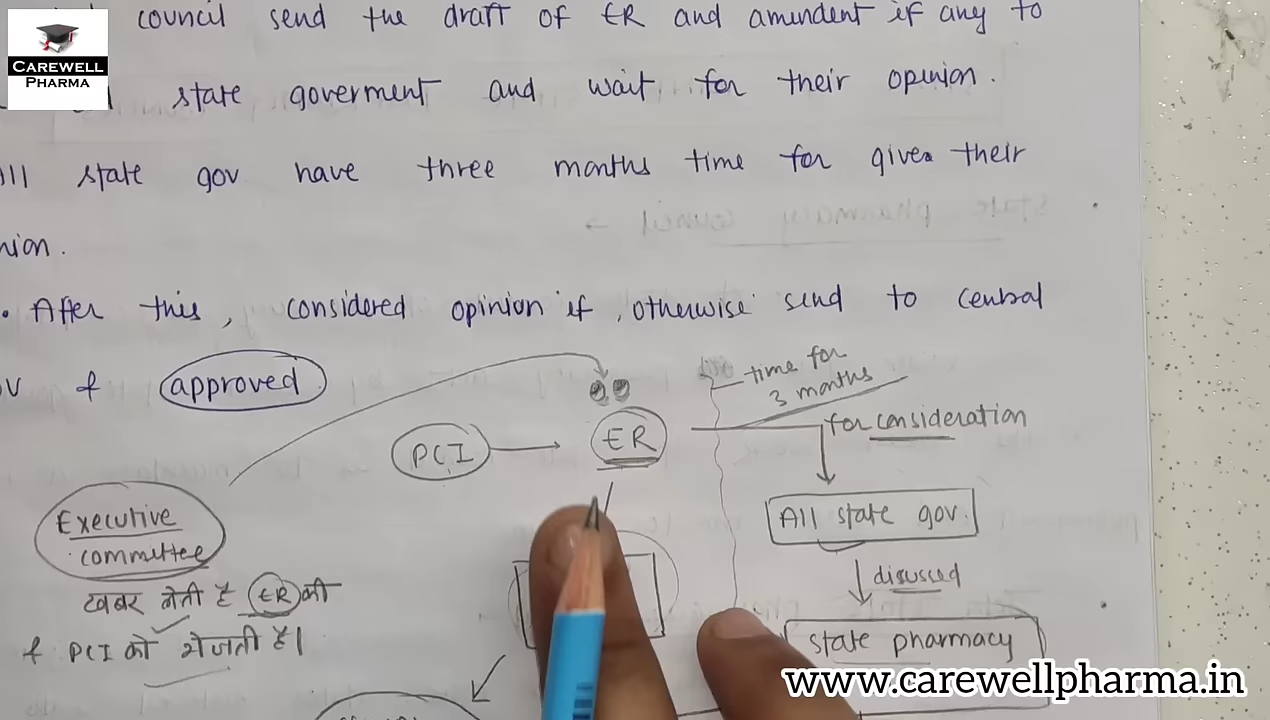 council send the draft of ER and amendent if any to
CAREWELL
PHARMA
state goverment and wait for their opinion.
All state gov have three months time for give their
nion.
• After this, considered opinion if, otherwise send to central
ov & approved
time for
3 months
for consideration
PCI
ER
Executive
committee
All state gov.
disussed
खबर लेती है ER की
& PCI को भेजती है।
state pharmacy
www.carewellpharma.in